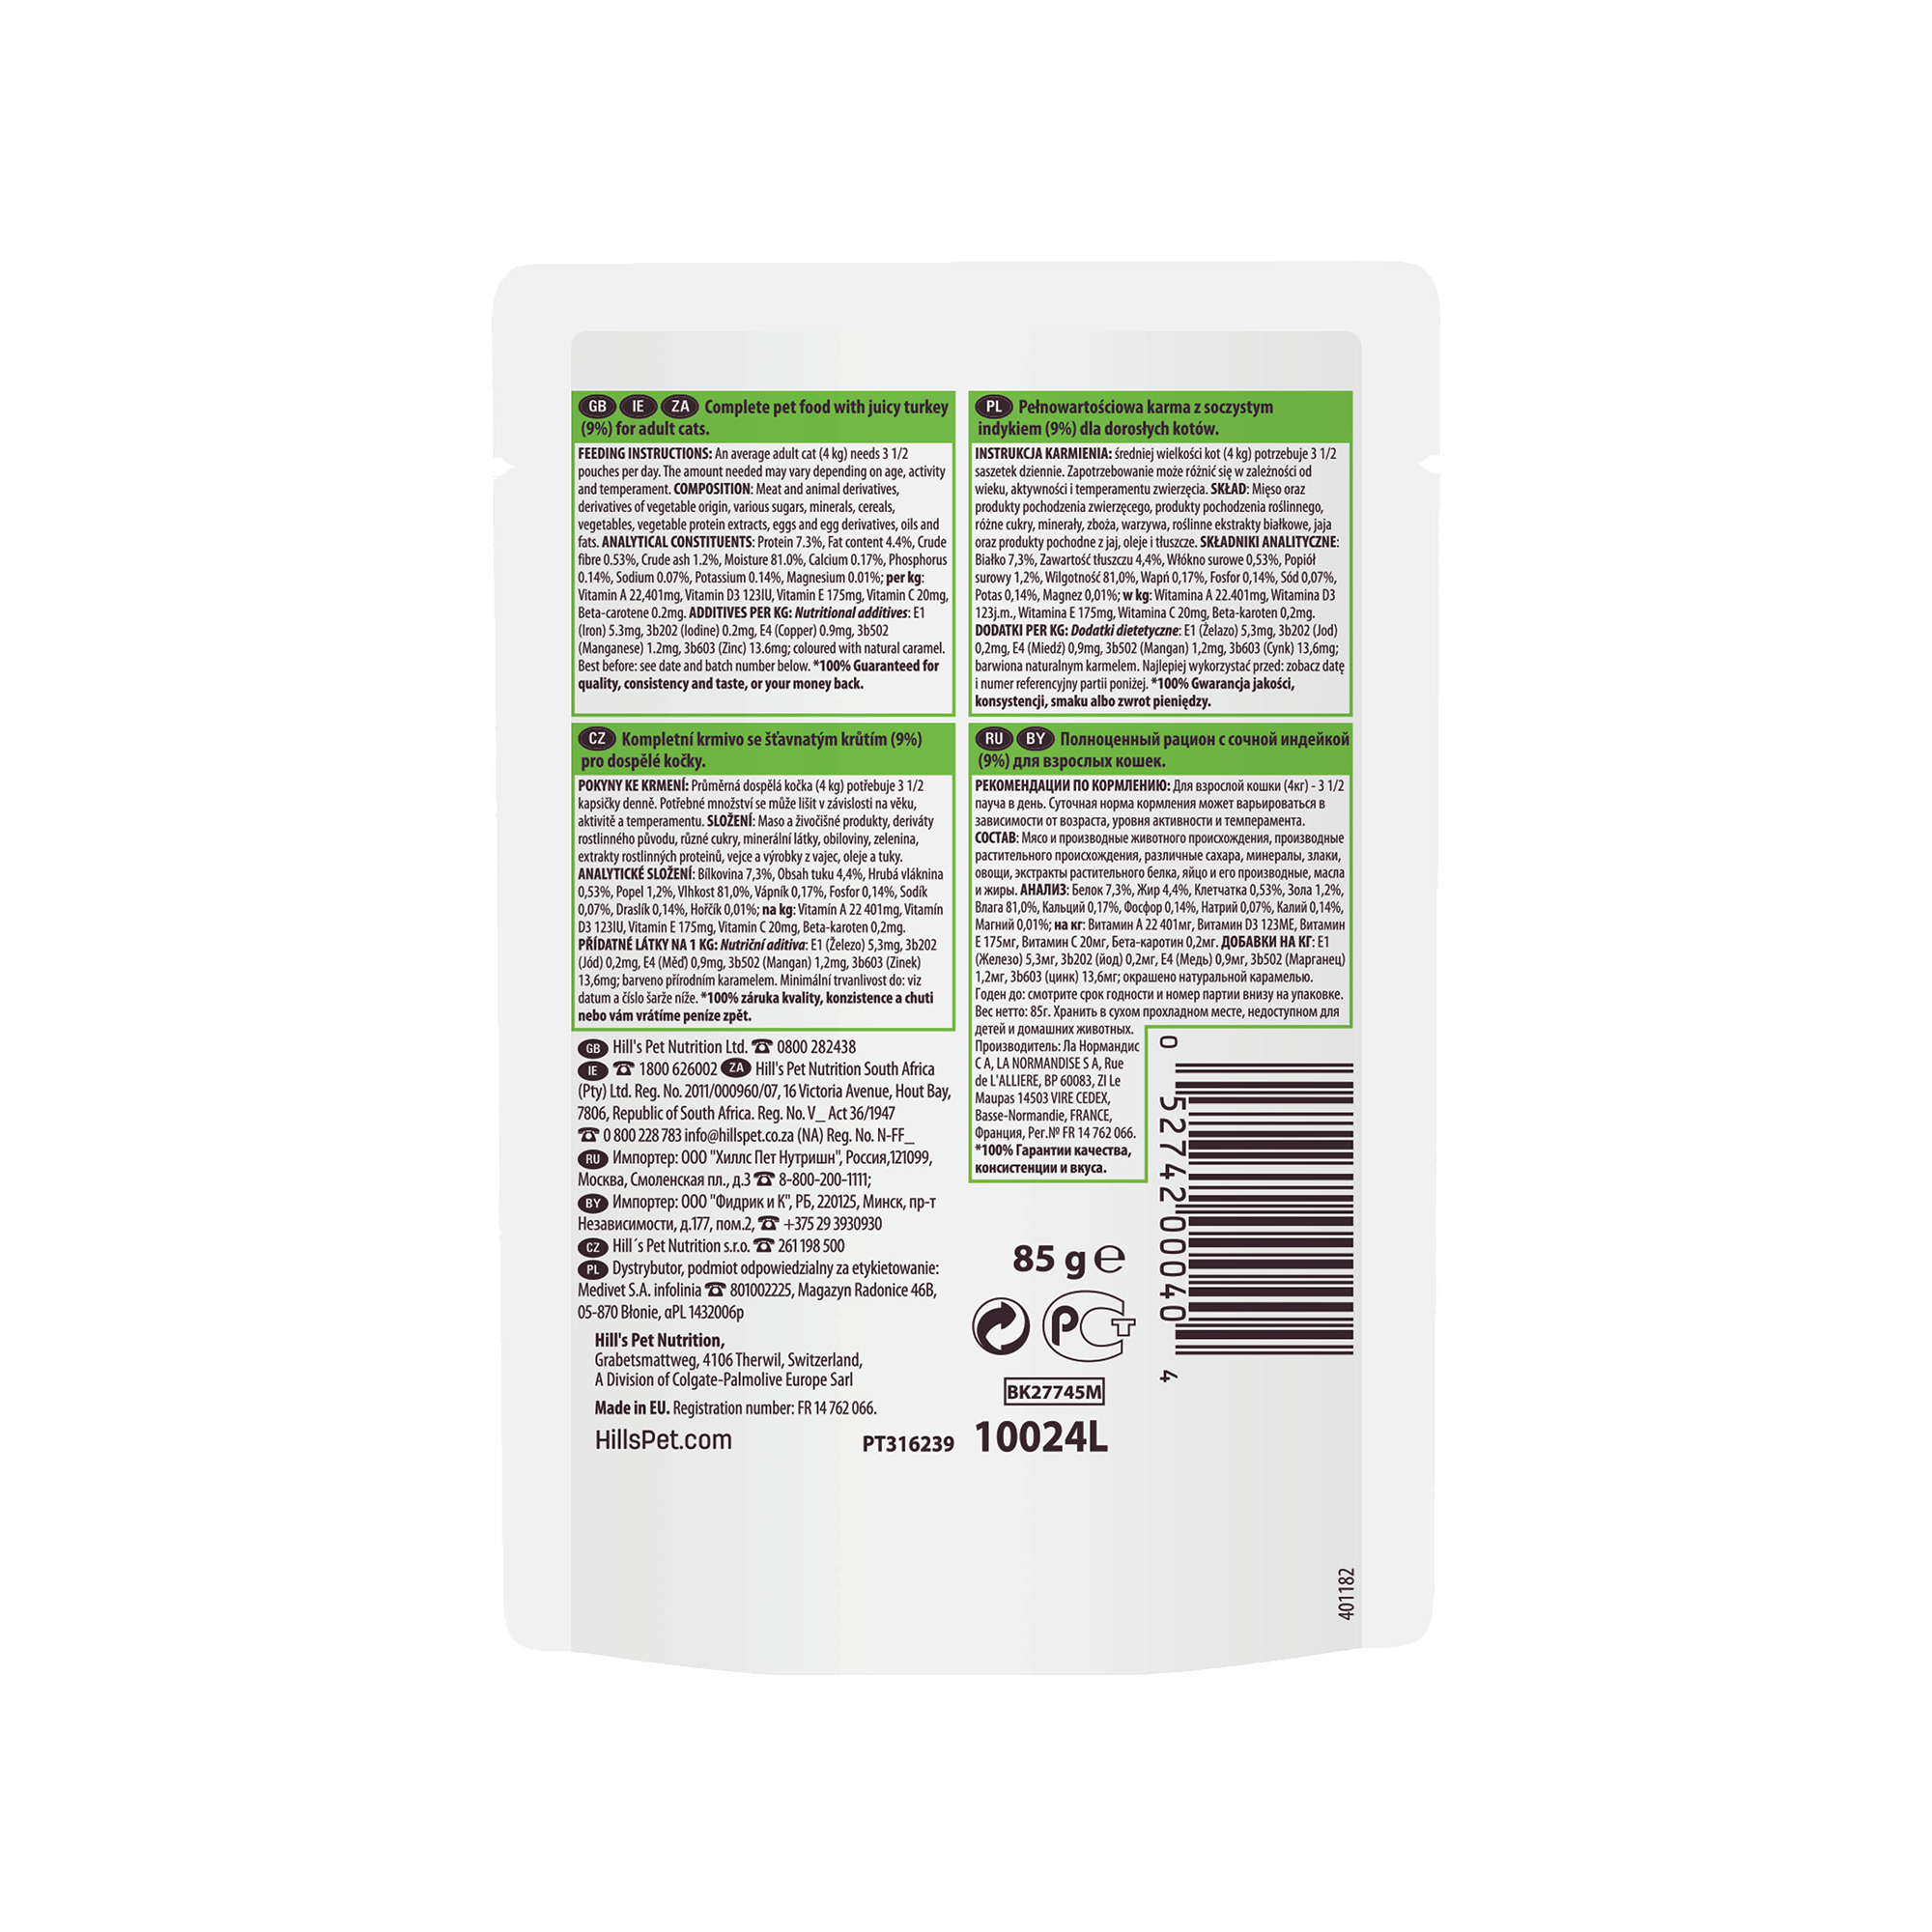 GB IE ZA Complete pet food with juicy turkey
(9%) for adult cats.
FEEDING INSTRUCTIONS: An average adult cat (4 kg) needs 3 1/2
pouches per day. The amount needed may vary depending on age, activity
and temperament. COMPOSITION: Meat and animal derivatives,
derivatives of vegetable origin, various sugars, minerals, cereals,
vegetables, vegetable protein extracts, eggs and egg derivatives, oils and
fats. ANALYTICAL CONSTITUENTS: Protein 7.3%, Fat content 4.4%, Crude
fibre 0.53%, Crude ash 1.2%, Moisture 81.0%, Calcium 0.17%, Phosphorus
0.14%, Sodium 0.07%, Potassium 0.14%, Magnesium 0.01%; per kg:
Vitamin A 22,401mg, Vitamin D3 123IU, Vitamin E 175mg, Vitamin C 20mg,
Beta-carotene 0.2mg. ADDITIVES PER KG: Nutritional additives: E1
(Iron) 5.3mg, 3b202 (Iodine) 0.2mg, E4 (Copper) 0.9mg, 3b502
(Manganese) 1.2mg, 3b603 (Zinc) 13.6mg; coloured with natural caramel.
Best before: see date and batch number below. *100% Guaranteed for
quality, consistency and taste, or your money back.
PL Pełnowartościowa karma z soczystym
indykiem (9%) dla dorosłych kotów.
INSTRUKCJA KARMIENIA: średniej wielkości kot (4 kg) potrzebuje 3 1/2
saszetek dziennie. Zapotrzebowanie może różnić się w zależności od
wieku, aktywności i temperamentu zwierzęcia. SKŁAD: Mięso oraz
produkty pochodzenia zwierzęcego, produkty pochodzenia roślinnego,
różne cukry, minerały, zboża, warzywa, roślinne ekstrakty białkowe, jaja
oraz produkty pochodne z jaj, oleje i tłuszcze. SKŁADNIKI ANALITYCZNE:
Białko 7,3%, Zawartość tłuszczu 4,4%, Włókno surowe 0,53%, Popiół
surowy 1,2%, Wilgotność 81,0%, Wapń 0,17%, Fosfor 0,14%, Sód 0,07%,
Potas 0,14%, Magnez 0,01%; w kg: Witamina A 22.401mg, Witamina D3
123j.m., Witamina E 175mg, Witamina C 20mg, Beta-karoten 0,2mg.
DODATKI PER KG: Dodatki dietetyczne: E1 (Żelazo) 5,3mg, 3b202 (Jod)
0,2mg, E4 (Miedź) 0,9mg, 3b502 (Mangan) 1,2mg, 3b603 (Cynk) 13,6mg;
barwiona naturalnym karmelem. Najlepiej wykorzystać przed: zobacz datę
i numer referencyjny partii poniżej. *100% Gwarancja jakości,
konsystencji, smaku albo zwrot pieniędzy.
CZ Kompletní krmivo se šťavnatým krůtím (9%)
pro dospělé kočky.
POKYNY KE KRMENÍ: Průměrná dospělá kočka (4 kg) potřebuje 3 1/2
kapsičky denně. Potřebné množství se může lišit v závislosti na věku,
aktivitě a temperamentu. SLOŽENÍ: Maso a živočišné produkty, deriváty
rostlinného původu, různé cukry, minerální látky, obiloviny, zelenina,
extrakty rostlinných proteinů, vejce a výrobky z vajec, oleje a tuky.
ANALYTICKÉ SLOŽENÍ: Bílkovina 7,3%, Obsah tuku 4,4%, Hrubá vláknina
0,53%, Popel 1,2%, Vlhkost 81,0%, Vápník 0,17%, Fosfor 0,14%, Sodík
0,07%, Draslík 0,14%, Hořčík 0,01%; na kg: Vitamín A 22 401mg, Vitamín
D3 123IU, Vitamin E 175mg, Vitamin C 20mg, Beta-karoten 0,2mg.
PŘÍDATNÉ LÁTKY NA 1 KG: Nutriční aditiva: E1 (Železo) 5,3mg, 3b202
(Jód) 0,2mg, E4 (Měď) 0,9mg, 3b502 (Mangan) 1,2mg, 3b603 (Zinek)
13,6mg; barveno přírodním karamelem. Minimální trvanlivost do: viz
datum a číslo šarže níže. *100% záruka kvality, konzistence a chuti
nebo vám vrátíme peníze zpět.
RU BY Полноценный рацион с сочной индейкой
(9%) для взрослых кошек.
РЕКОМЕНДАЦИИ ПО КОРМЛЕНИЮ: Для взрослой кошки (4кг) - 3 1/2
пауча в день. Суточная норма кормления может варьироваться в
зависимости от возраста, уровня активности и темперамента.
СОСТАВ: Мясо и производные животного происхождения, производные
растительного происхождения, различные сахара, минералы, злаки,
овощи, экстракты растительного белка, яйцо и его производные, масла
и жиры. АНАЛИЗ: Белок 7,3%, Жир 4,4%, Клетчатка 0,53%, Зола 1,2%,
Влага 81,0%, Кальций 0,17%, Фосфор 0,14%, Натрий 0,07%, Калий 0,14%,
Магний 0,01%; на кг: Витамин А 22 401мг, Витамин D3 123МЕ, Витамин
Е 175мг, Витамин С 20мг, Бета-каротин 0,2мг. ДОБАВКИ НА КГ: Е1
(Железо) 5,3мг, 3b202 (йод) 0,2мг, Е4 (Медь) 0,9мг, 3b502 (Марганец)
1,2мг, 3b603 (цинк) 13,6мг; окрашено натуральной карамелью.
Годен до: смотрите срок годности и номер партии внизу на упаковке.
Вес нетто: 85г. Хранить в сухом прохладном месте, недоступном для
детей и домашних животных.
Производитель: Ла Нормандис
С А, LA NORMANDISE S A, Rue
de L'ALLIERE, BP 60083, ZI Le
Maupas 14503 VIRE CEDEX,
Basse-Normandie, FRANCE,
Франция, Рег.№ FR 14 762 066.
*100% Гарантии качества,
консистенции и вкуса.
GB Hill's Pet Nutrition Ltd. ☎ 0800 282438
IE ☎ 1800 626002 ZA Hill's Pet Nutrition South Africa
(Pty) Ltd. Reg. No. 2011/000960/07, 16 Victoria Avenue, Hout Bay,
7806, Republic of South Africa. Reg. No. V_ Act 36/1947
☎ 0 800 228 783 info@hillspet.co.za (NA) Reg. No. N-FF_
RU Импортер: ООО "Хиллс Пет Нутришн", Россия,121099,
Москва, Смоленская пл., д.3 ☎ 8-800-200-1111;
BY Импортер: ООО "Фидрик и К", РБ, 220125, Минск, пр-т
Независимости, д.177, пом.2, ☎ +375 29 3930930
CZ Hill´s Pet Nutrition s.r.o. ☎ 261 198 500
PL Dystrybutor, podmiot odpowiedzialny za etykietowanie:
Medivet S.A. infolinia ☎ 801002225, Magazyn Radonice 46B,
05-870 Błonie, αPL 1432006p
Hill's Pet Nutrition,
Grabetsmattweg, 4106 Therwil, Switzerland,
A Division of Colgate-Palmolive Europe Sarl
Made in EU. Registration number: FR 14 762 066.
HillsPet.com
PT316239
85 g ℮
РСТ
BK27745M
10024L
0 52742 00040 4
401182